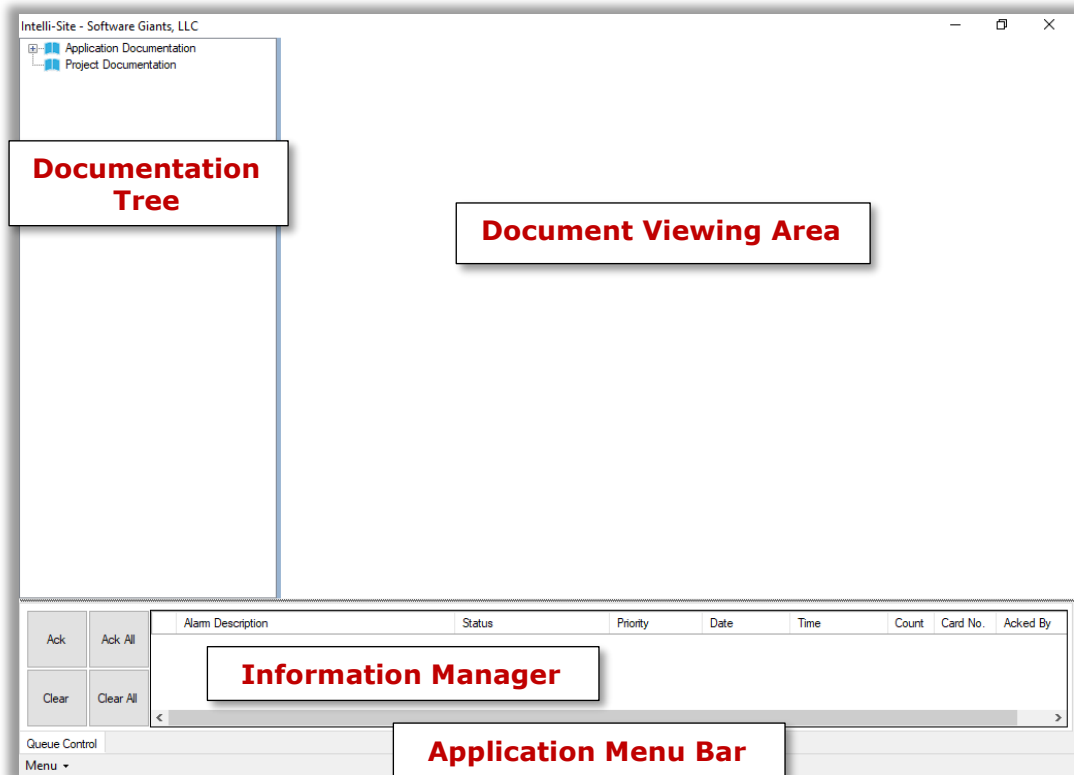 Intelli-Site - Software Giants, LLC
Application Documentation
Project Documentation
Documentation
Tree
Document Viewing Area
Ack
Ack All
Alarm Description Status Priority Date Time Count Card No. Acked By
Information Manager
Clear
Clear All
Queue Control
Application Menu Bar
Menu